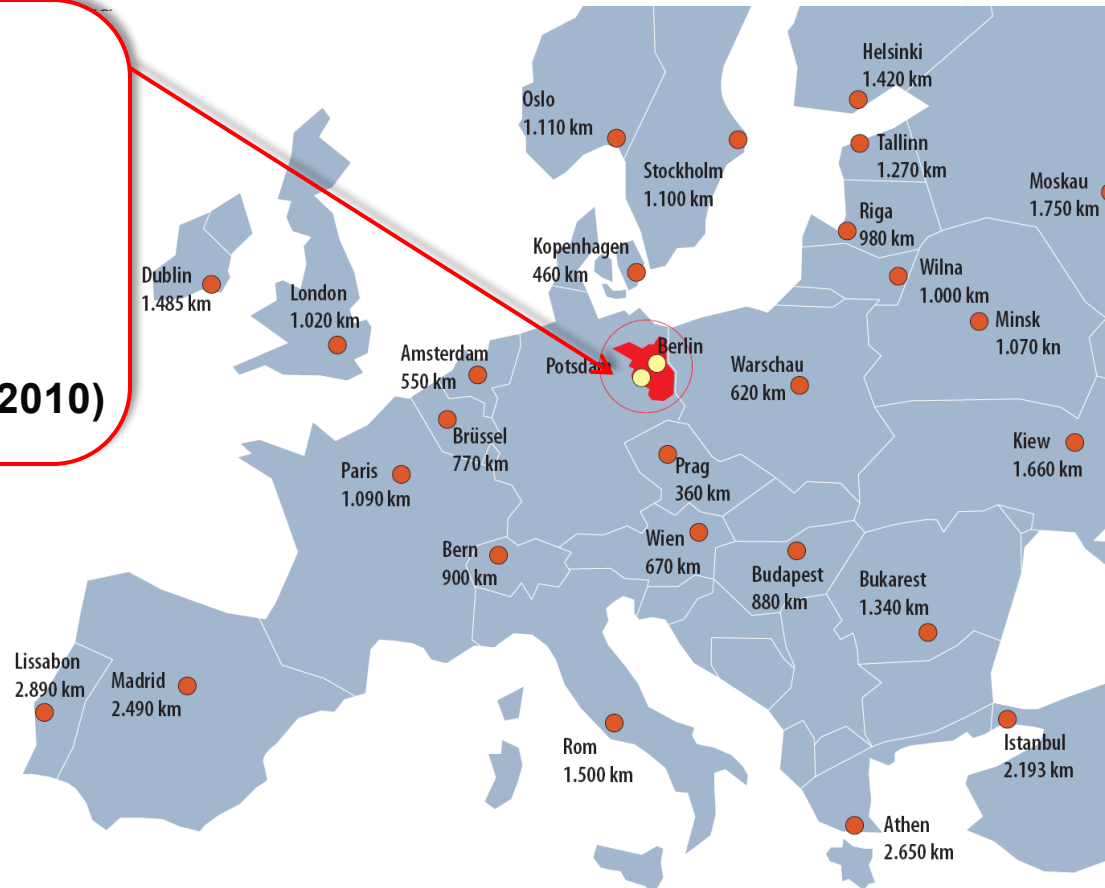 2010)
Helsinki
1.420 km
Oslo
1.110 km
Tallinn
1.270 km
Stockholm
1.100 km
Moskau
1.750 km
Riga
980 km
Kopenhagen
460 km
Wilna
1.000 km
Dublin
1.485 km
London
1.020 km
Minsk
1.070 kn
Berlin
Potsdam
Amsterdam
550 km
Warschau
620 km
Brüssel
770 km
Kiew
1.660 km
Paris
1.090 km
Prag
360 km
Wien
670 km
Bern
900 km
Budapest
880 km
Bukarest
1.340 km
Lissabon
2.890 km
Madrid
2.490 km
Rom
1.500 km
Istanbul
2.193 km
Athen
2.650 km